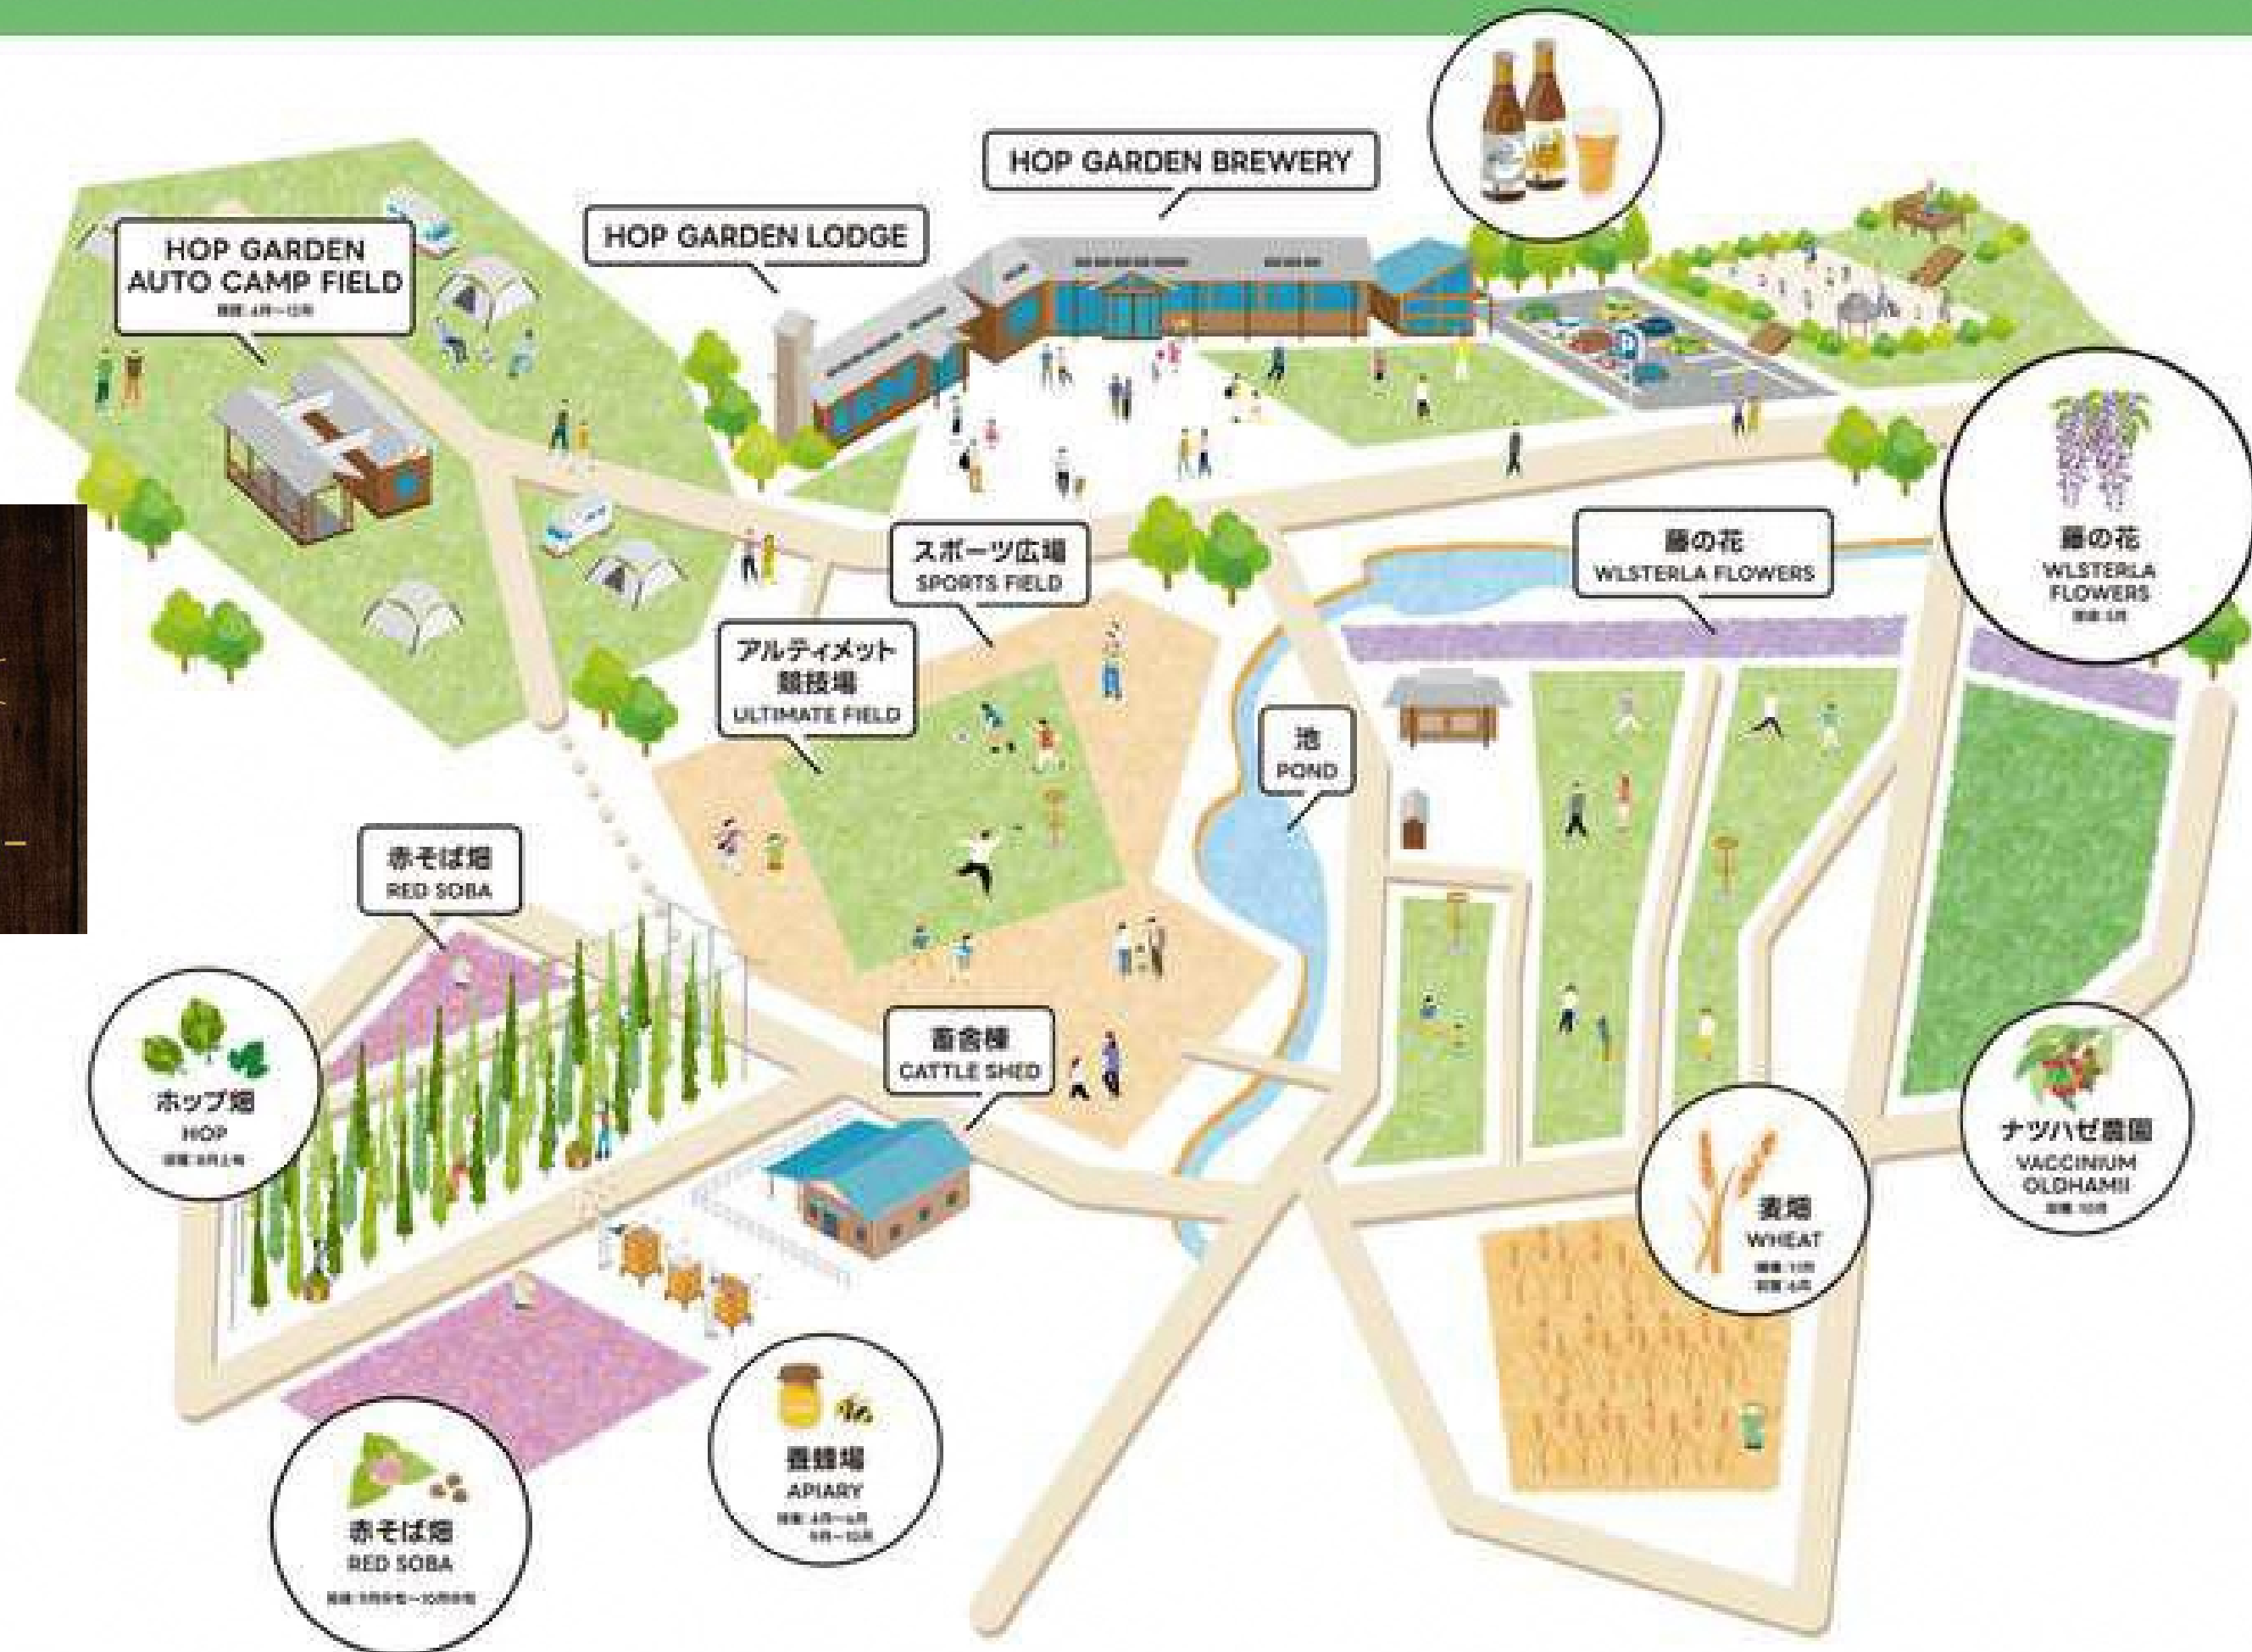 HOP GARDEN BREWERY
HOP GARDEN LODGE
HOP GARDEN
AUTO CAMP FIELD
スポーツ広場
SPORTS FIELD
藤の花
WLSTERLA FLOWERS
藤の花
WLSTERLA
FLOWERS
アルティメット
競技場
ULTIMATE FIELD
池
POND
赤そば畑
RED SOBA
ホップ畑
HOP
畜舎棟
CATTLE SHED
ナツハゼ農園
VACCINIUM
OLDHAMII
麦畑
WHEAT
養蜂場
APIARY
赤そば畑
RED SOBA
P